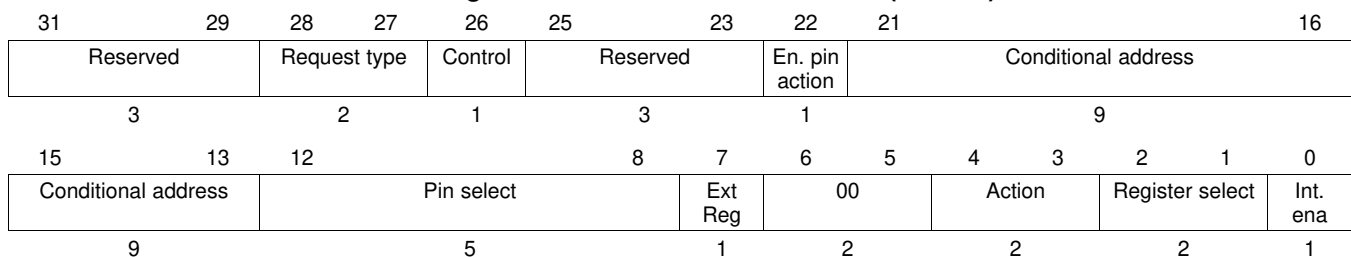 31 29 28 27 26 25 23 22 21 16
Reserved Request type Control Reserved En. pin action Conditional address
3 2 1 3 1 9
15 13 12 8 7 6 5 4 3 2 1 0
Conditional address Pin select Ext Reg 00 Action Register select Int. ena
9 5 1 2 2 2 1